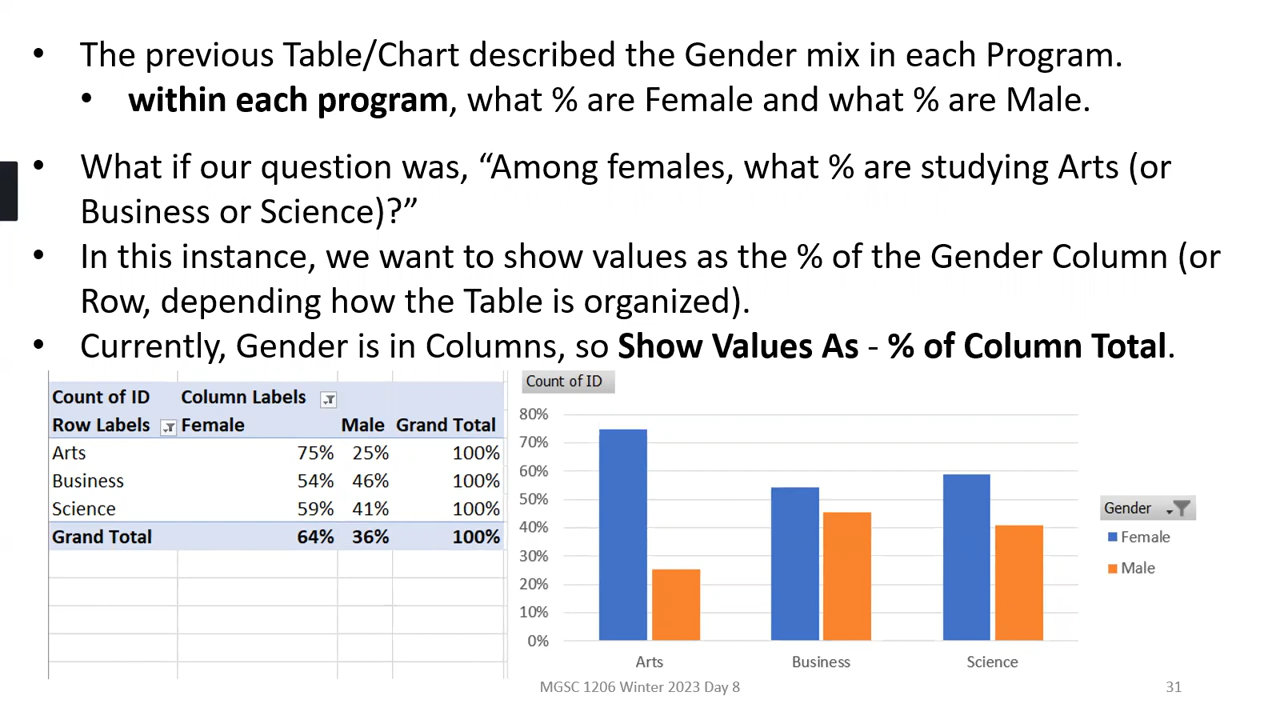 • The previous Table/Chart described the Gender mix in each Program.
• within each program, what % are Female and what % are Male.
• What if our question was, “Among females, what % are studying Arts (or
Business or Science)?”
• In this instance, we want to show values as the % of the Gender Column (or
Row, depending how the Table is organized).
• Currently, Gender is in Columns, so Show Values As - % of Column Total.
Count of ID Column Labels
Row Labels Female Male Grand Total
Arts 75% 25% 100%
Business 54% 46% 100%
Science 59% 41% 100%
Grand Total 64% 36% 100%
Count of ID
80%
70%
60%
50%
40%
30%
20%
10%
0%
Arts Business Science
Gender
Female
Male
MGSC 1206 Winter 2023 Day 8
31